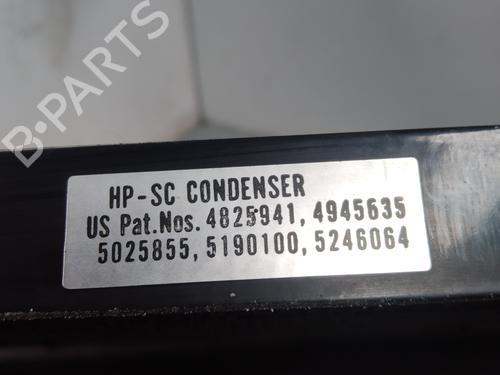 B-PARTS
HP-SC CONDENSER
US Pat.Nos. 4825941, 4945635
5025855, 5190100, 5246064